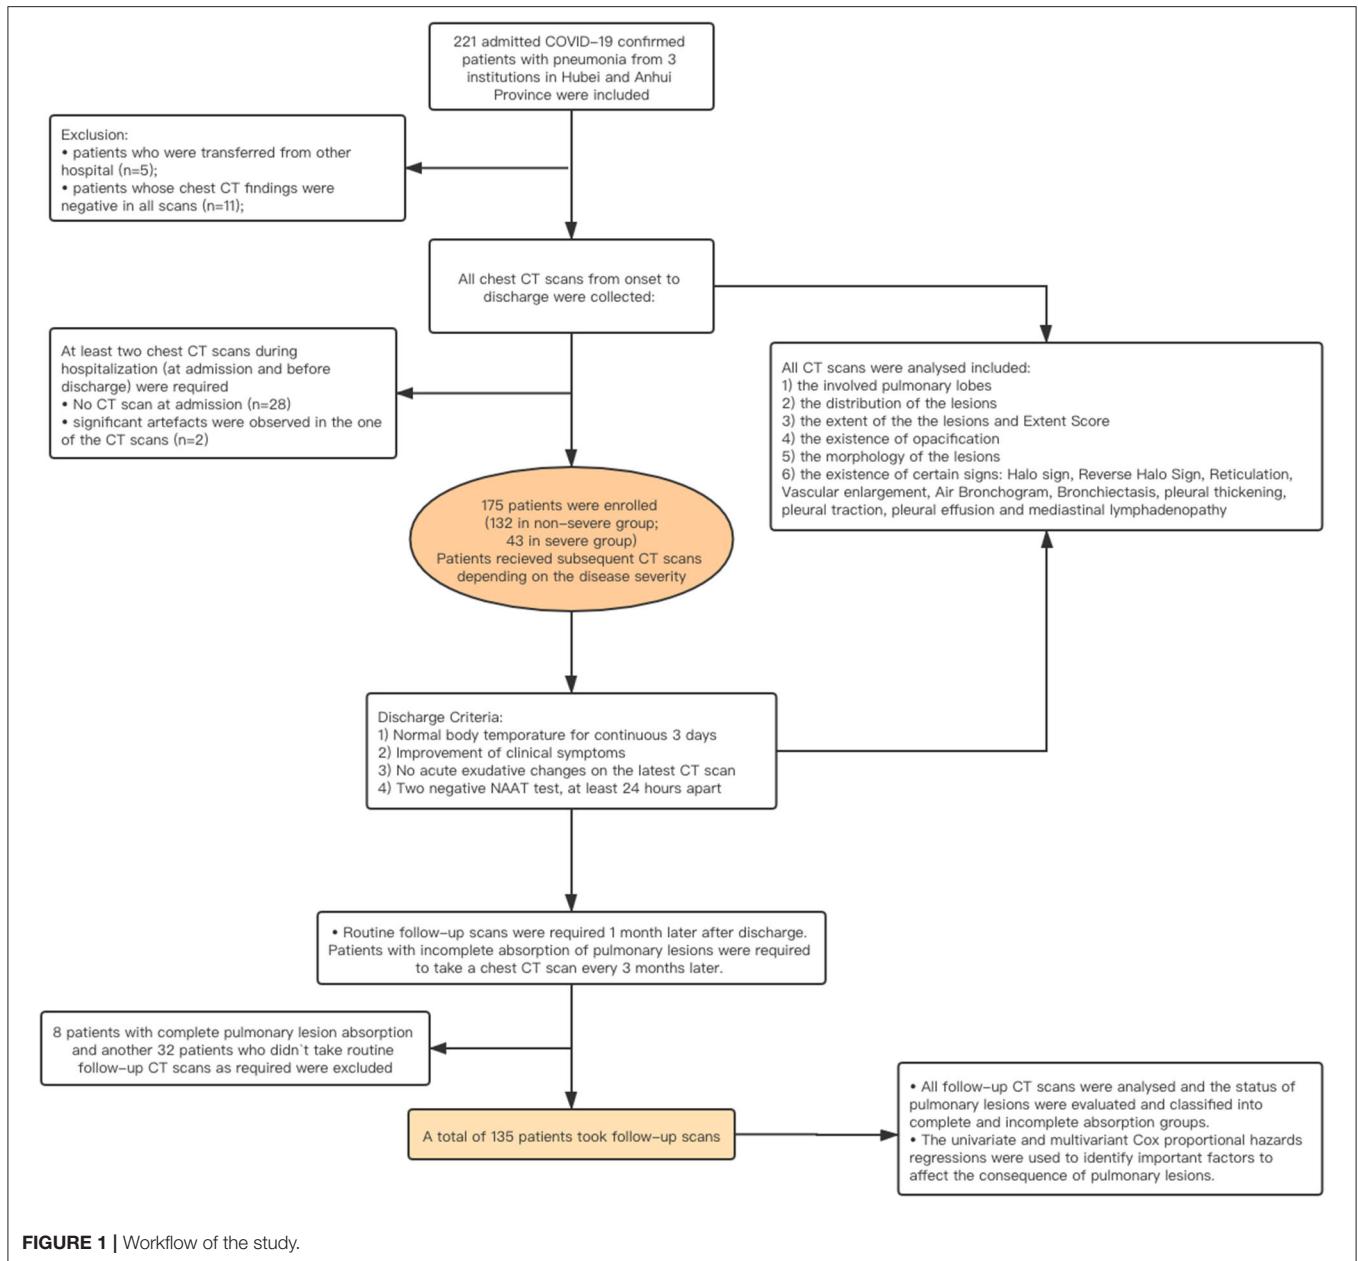 221 admitted COVID–19 confirmed
patients with pneumonia from 3
institutions in Hubei and Anhui
Province were included
Exclusion:
• patients who were transferred from other
hospital (n=5);
• patients whose chest CT findings were
negative in all scans (n=11);
All chest CT scans from onset to
discharge were collected:
At least two chest CT scans during
hospitalization (at admission and before
discharge) were required
• No CT scan at admission (n=28)
• significant artefacts were observed in the one
of the CT scans (n=2)
All CT scans were analysed included:
1) the involved pulmonary lobes
2) the distribution of the lesions
3) the extent of the the lesions and Extent Score
4) the existence of opacification
5) the morphology of the lesions
6) the existence of certain signs: Halo sign, Reverse Halo Sign, Reticulation,
Vascular enlargement, Air Bronchogram, Bronchiectasis, pleural thickening,
pleural traction, pleural effusion and mediastinal lymphadenopathy
175 patients were enrolled
(132 in non–severe group;
43 in severe group)
Patients recieved subsequent CT scans
depending on the disease severity
Discharge Criteria:
1) Normal body temporature for continuous 3 days
2) Improvement of clinical symptoms
3) No acute exudative changes on the latest CT scan
4) Two negative NAAT test, at least 24 hours apart
• Routine follow–up scans were required 1 month later after discharge.
Patients with incomplete absorption of pulmonary lesions were required
to take a chest CT scan every 3 months later.
8 patients with complete pulmonary lesion absorption
and another 32 patients who didn`t take routine
follow–up CT scans as required were excluded
A total of 135 patients took follow–up scans
• All follow–up CT scans were analysed and the status of
pulmonary lesions were evaluated and classified into
complete and incomplete absorption groups.
• The univariate and multivariant Cox proportional hazards
regressions were used to identify important factors to
affect the consequence of pulmonary lesions.
FIGURE 1 | Workflow of the study.